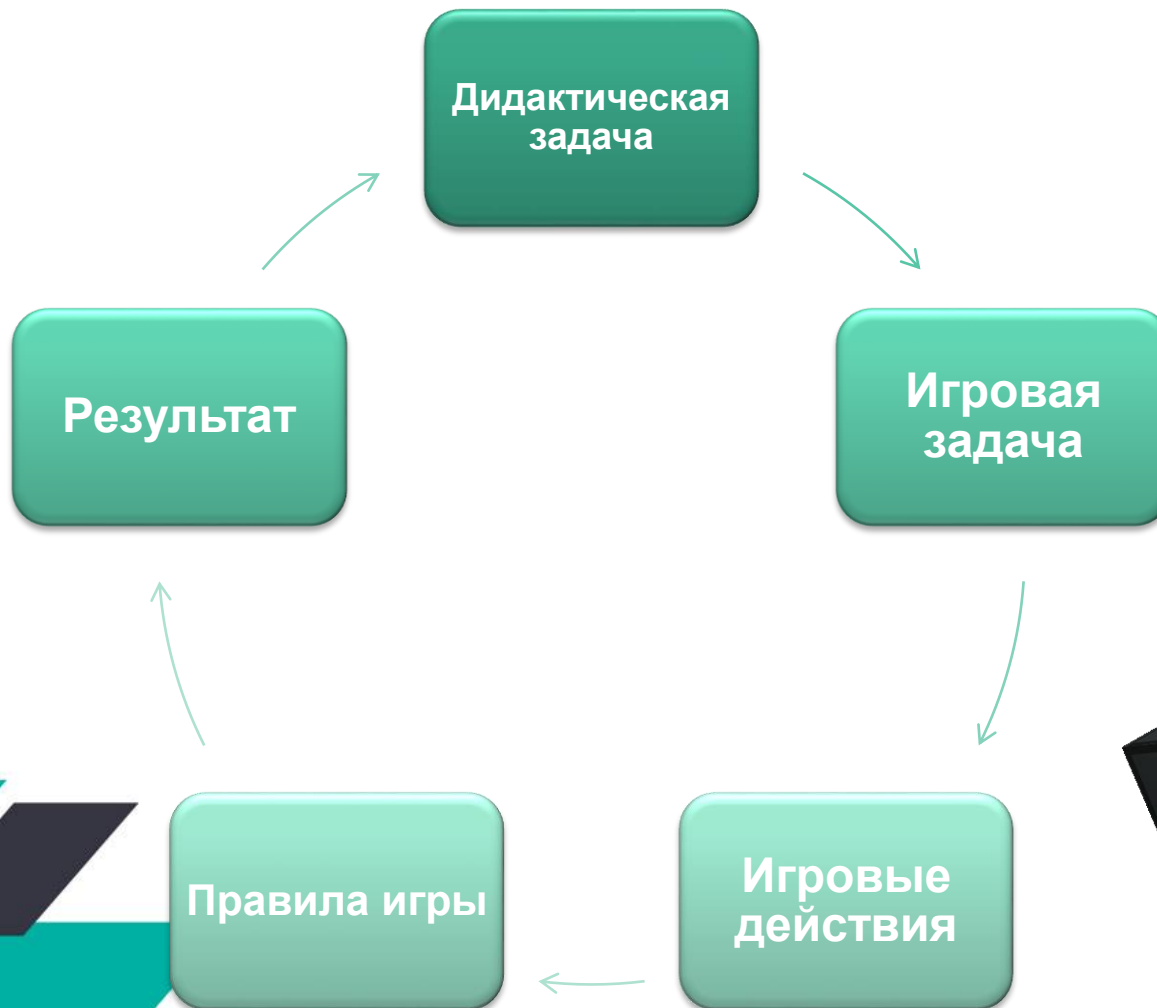 Дидактическая
задача
Игровая
задача
Игровые
действия
Правила игры
Результат